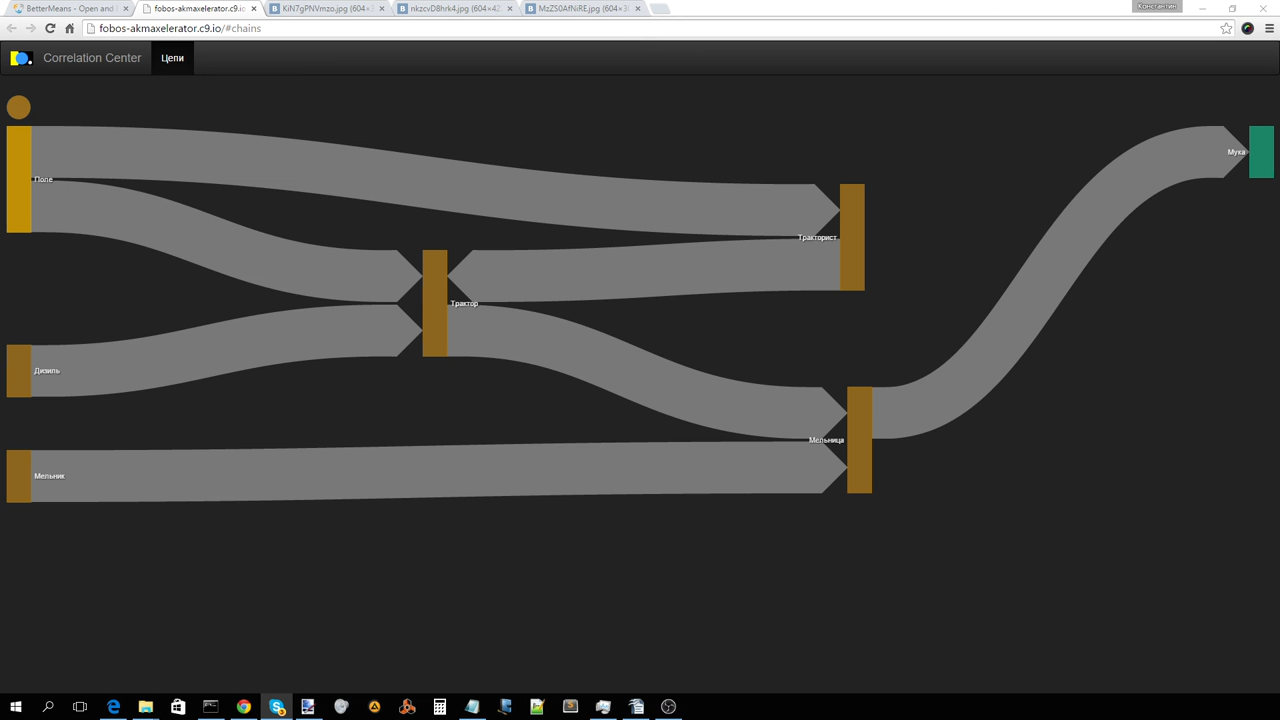 BetterMeans - Open and
fobos-akmaxelerator.c9.io
KiN7gPNVmzo.jpg (604×
nkzcvD8hrk4.jpg (604×42
MzZS0AfNiRE.jpg (604×
Константин
fobos-akmaxelerator.c9.io/#chains
Correlation Center
Цепи
Поле
Мука
Тракторист
Трактор
Дизиль
Мельница
Мельник